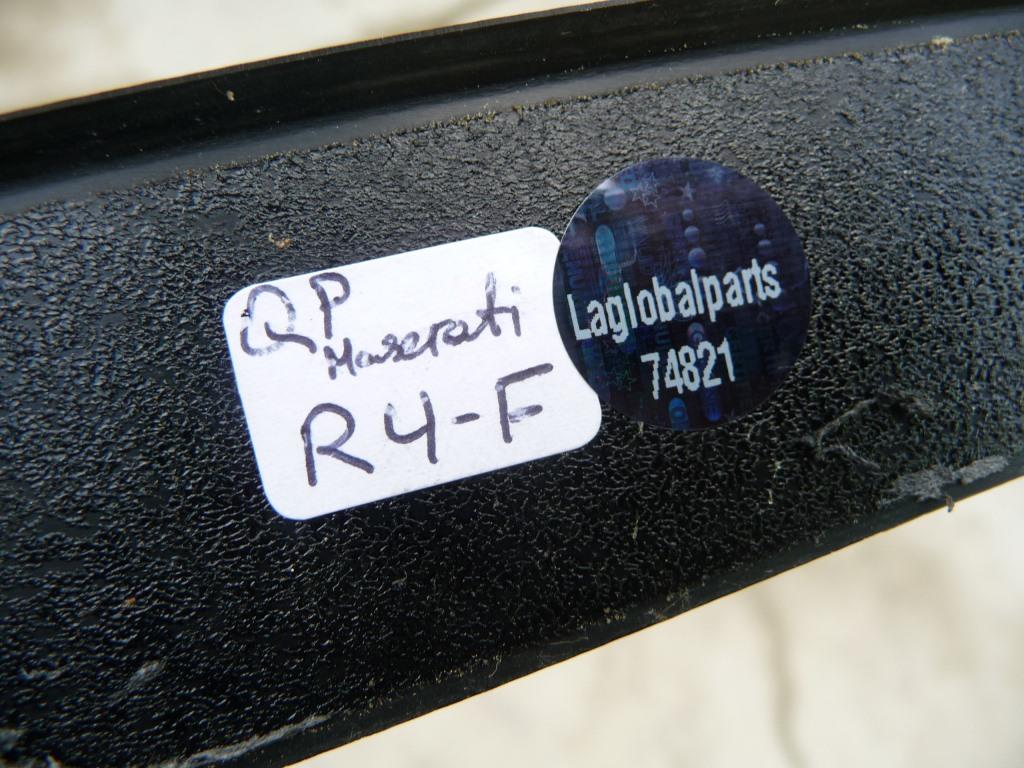 QP
Maserati
R4-F
Laglobalparts
74821